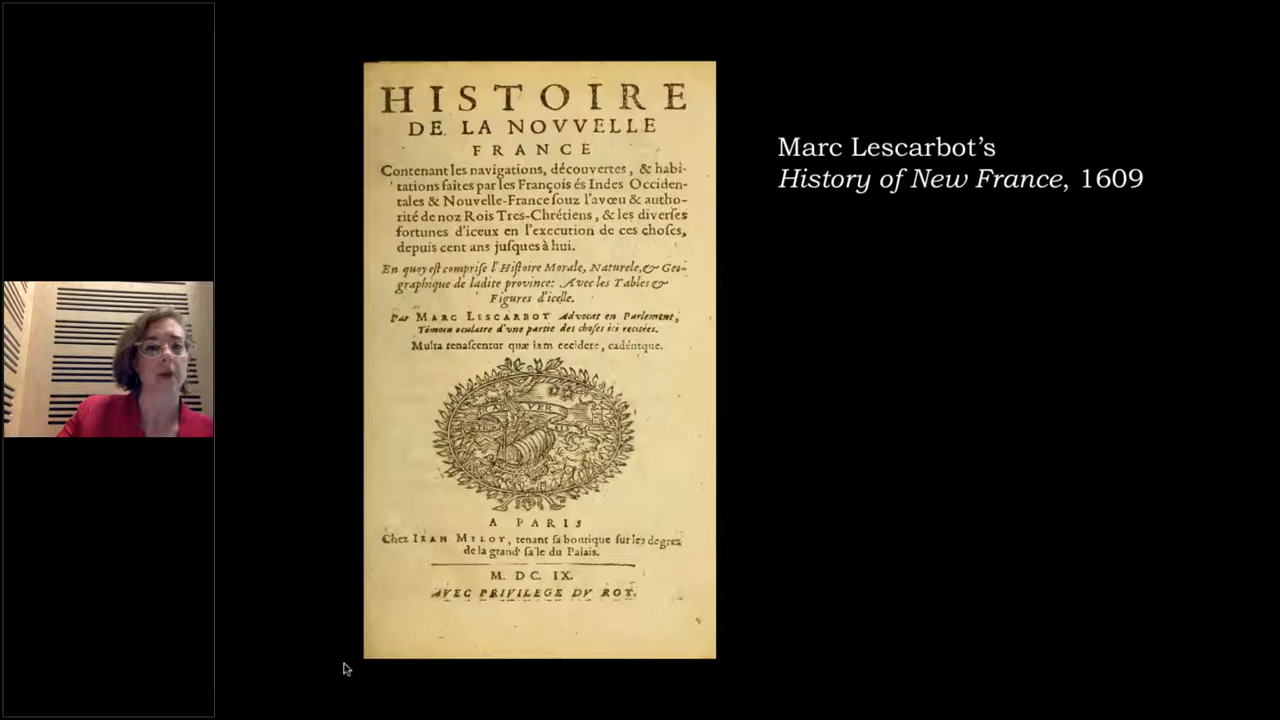 HISTOIRE
DE LA NOVVELLE
FRANCE
Contenant les navigations, découvertes, & habi-
tations faites par les François és Indes Occiden-
tales & Nouvelle-France souz l'avœu & autho-
rité de noz Rois Tres-Chrétiens, & les diverses
fortunes d'iceux en l'execution de ces choses,
depuis cent ans jusques à hui.
En quoy est comprise l'Histoire Morale, Naturele, & Geo-
graphique de ladite province: Avec les Tables &
Figures d'icelle.
Par MARC LESCARBOT Advocat en Parlement,
Témoin oculaire d'vne partie des choses ici recitées.
Multa renascentur quæ iam cecidere, cadéntque.
A PARIS
Chez IEAN MILOT, tenant sa boutique sur les degrez
de la grand' salle du Palais.
M. DC. IX.
AVEC PRIVILEGE DV ROY.
Marc Lescarbot's
History of New France, 1609